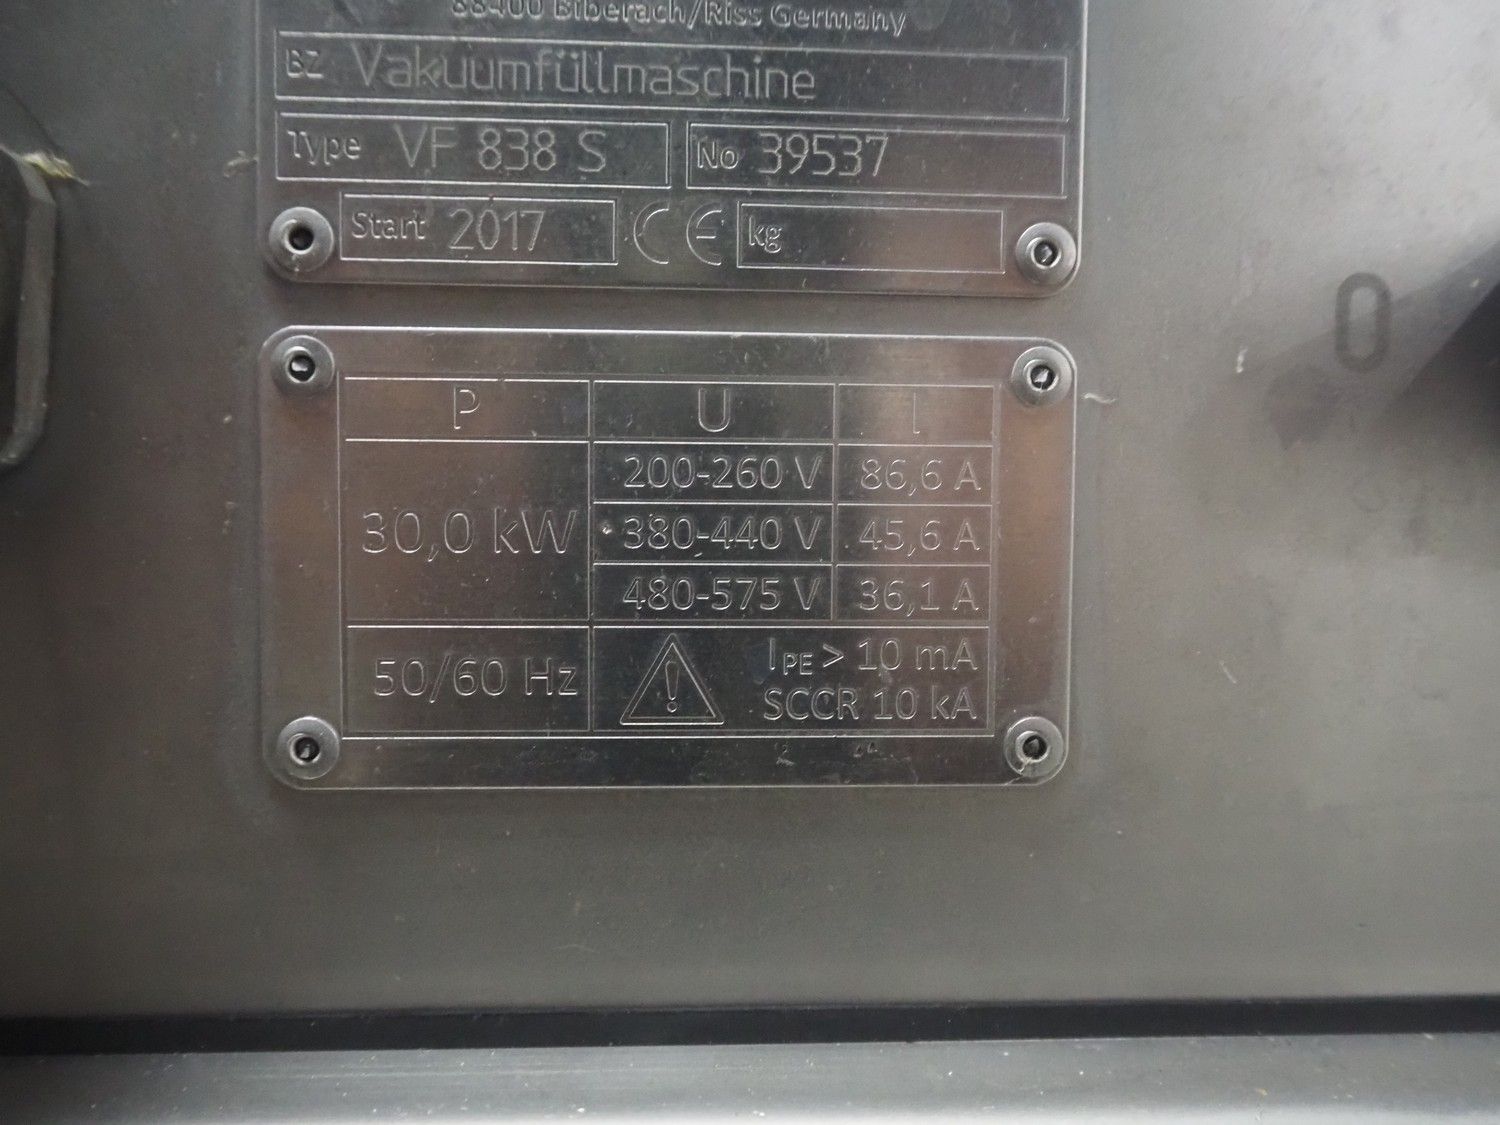 88400 Biberach/Riss Germany
BZ Vakuumfüllmaschine
Type VF 838 S No 39537
Start 2017 CE kg
P U I
200-260 V 86,6 A
30,0 kW 380-440 V 45,6 A
480-575 V 36,1 A
50/60 Hz IPE > 10 mA
SCCR 10 kA
0